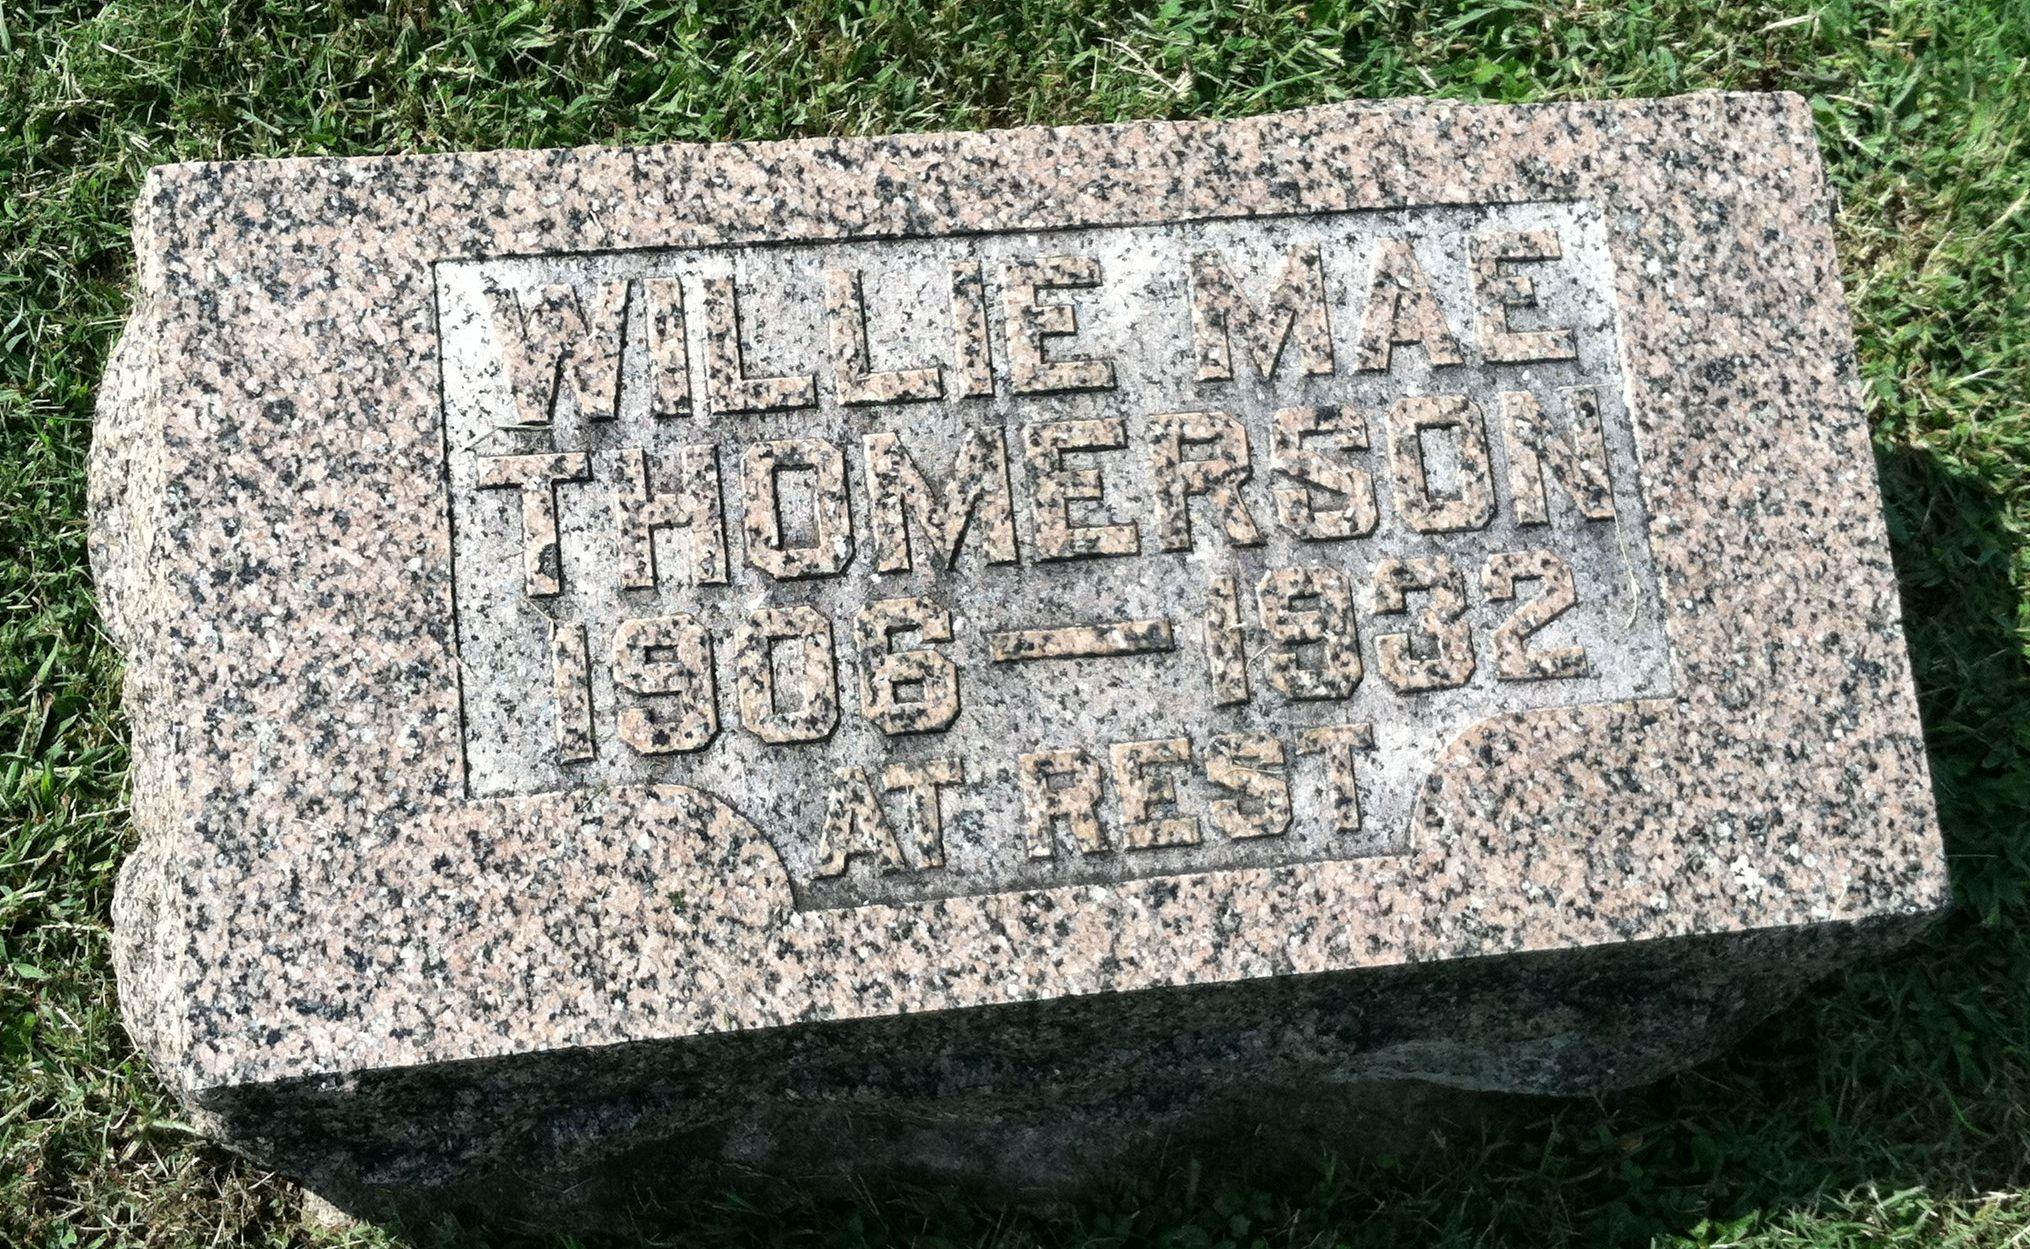 WILLIE MAE
THOMERSON
1906 — 1932
AT REST